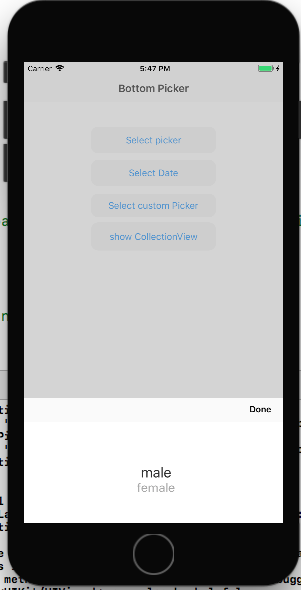 Carrier 5:47 PM
Bottom Picker
Select picker
Select Date
Select custom Picker
show CollectionView
Done
male
female